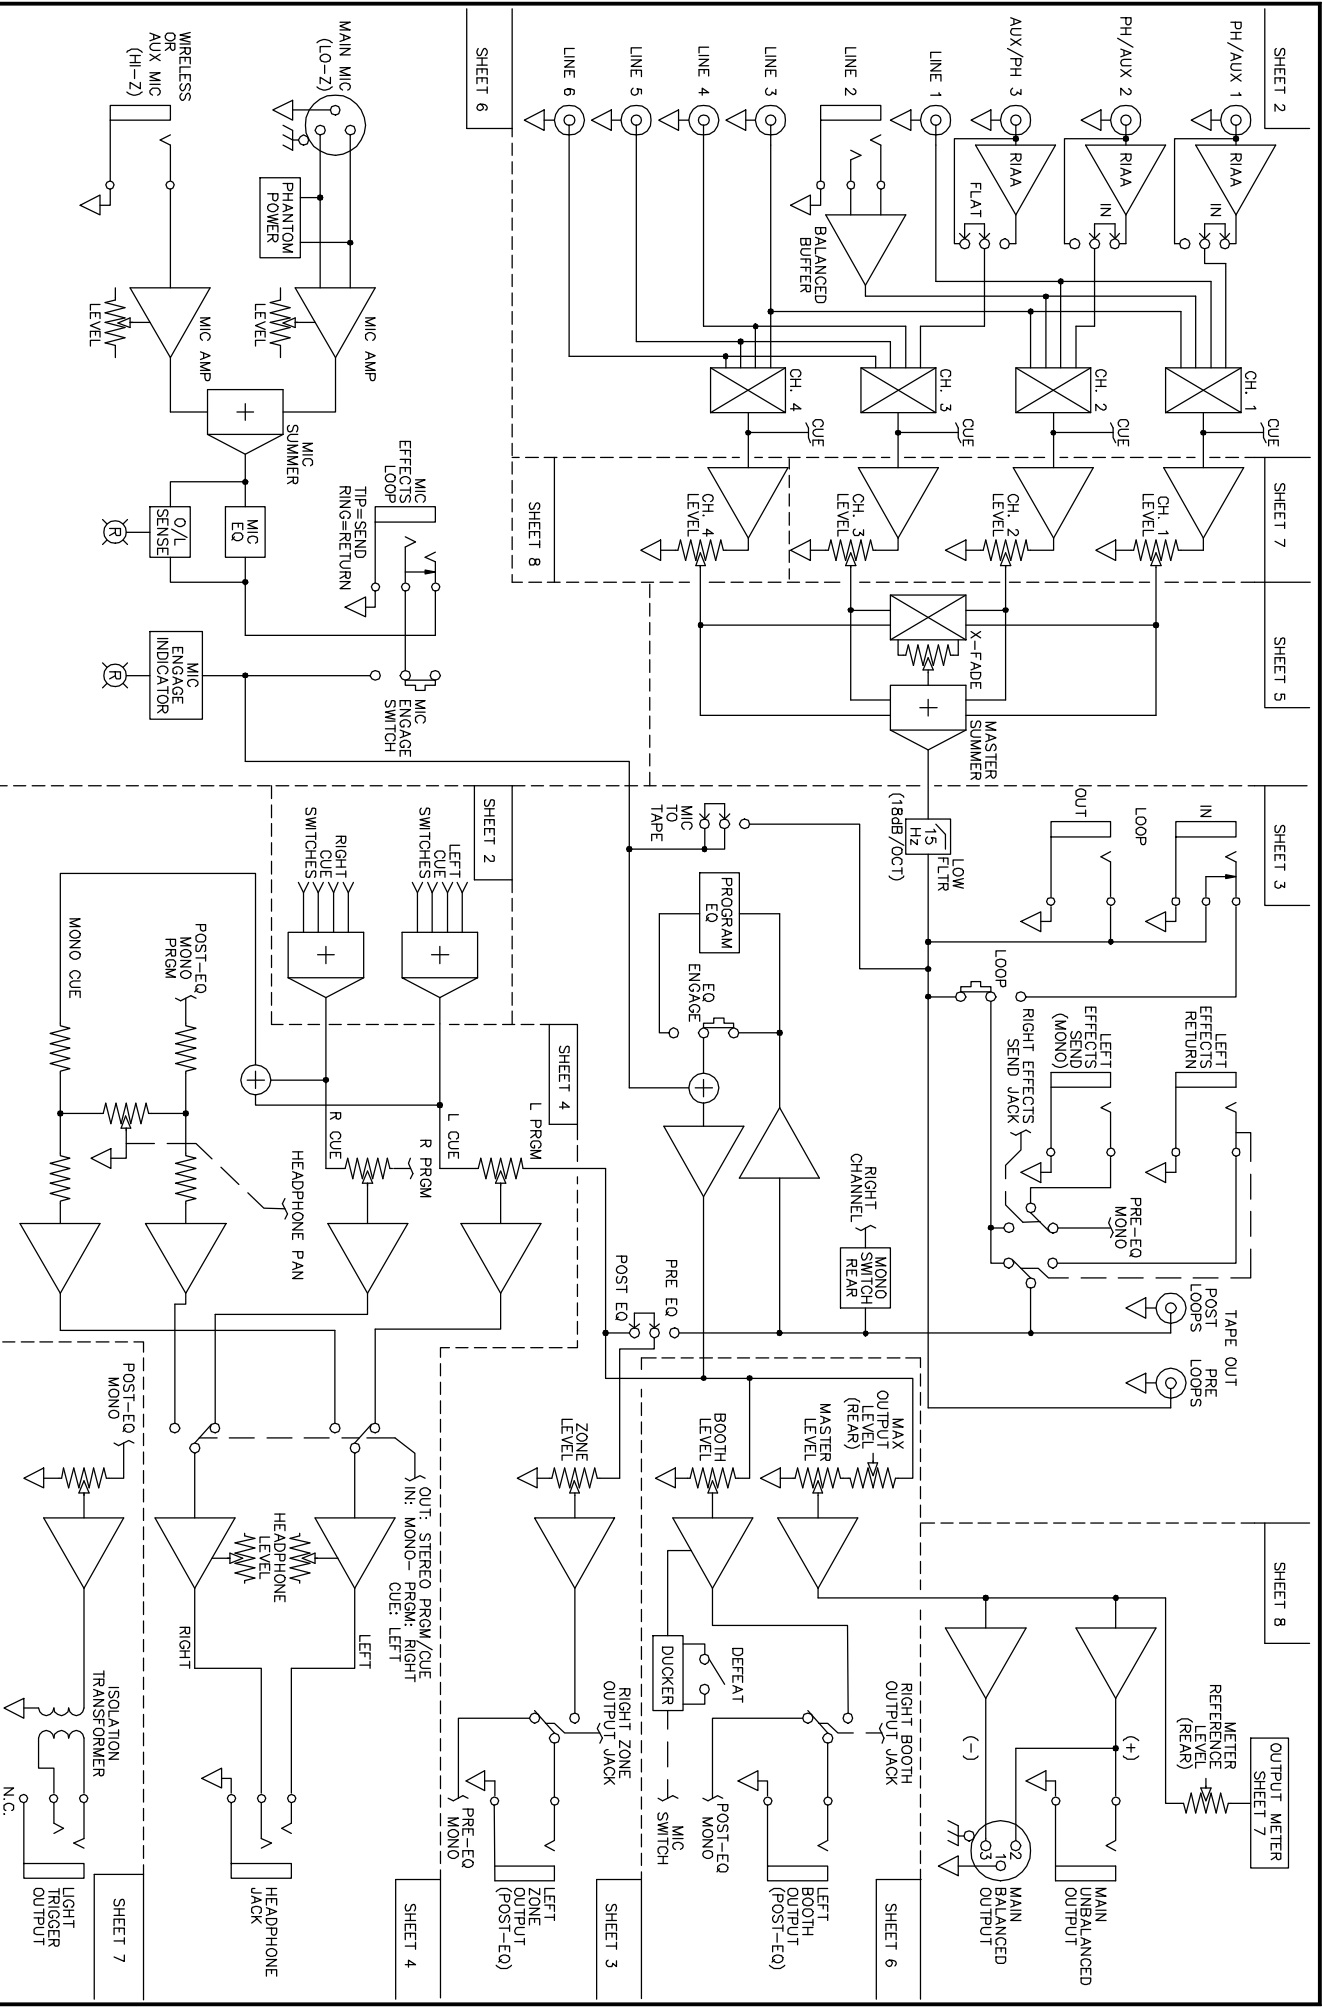 SHEET 2
PH/AUX 1
RIAA
IN
PH/AUX 2
RIAA
IN
AUX/PH 3
RIAA
FLAT
LINE 1
LINE 2
BALANCED
BUFFER
LINE 3
LINE 4
LINE 5
LINE 6
CH. 1
CUE
CH. 2
CUE
CH. 3
CUE
CH. 4
CUE
SHEET 7
CH. 1
LEVEL
CH. 2
LEVEL
CH. 3
LEVEL
CH. 4
LEVEL
SHEET 8
SHEET 5
X-FADE
+
MASTER
SUMMER
SHEET 6
MAIN MIC
(LO-Z)
PHANTOM
POWER
MIC AMP
LEVEL
WIRELESS
OR
AUX MIC
(HI-Z)
MIC AMP
LEVEL
+
MIC
SUMMER
MIC
EFFECTS
LOOP
TIP=SEND
RING=RETURN
MIC
EQ
O/L
SENSE
R
MIC
ENGAGE
SWITCH
MIC
ENGAGE
INDICATOR
R
SHEET 3
IN
LOOP
OUT
15
Hz
LOW
FLTR
(18dB/OCT)
LOOP
LEFT
EFFECTS
RETURN
LEFT
EFFECTS
SEND
(MONO)
RIGHT EFFECTS
SEND JACK
PRE-EQ
MONO
TAPE OUT
POST
LOOPS
PRE
LOOPS
MIC
TO
TAPE
PROGRAM
EQ
EQ
ENGAGE
+
RIGHT
CHANNEL
MONO
SWITCH
REAR
PRE EQ
POST EQ
SHEET 2
LEFT
CUE
SWITCHES
+
RIGHT
CUE
SWITCHES
+
SHEET 4
L PRGM
L CUE
R PRGM
R CUE
+
POST-EQ
MONO
PRGM
MONO CUE
HEADPHONE PAN
MAX
OUTPUT
LEVEL
(REAR)
MASTER
LEVEL
BOOTH
LEVEL
ZONE
LEVEL
DUCKER
DEFEAT
MIC
SWITCH
RIGHT BOOTH
OUTPUT JACK
POST-EQ
MONO
LEFT
BOOTH
OUTPUT
(POST-EQ)
SHEET 6
RIGHT ZONE
OUTPUT JACK
PRE-EQ
MONO
LEFT
ZONE
OUTPUT
(POST-EQ)
SHEET 3
SHEET 8
METER
REFERENCE
LEVEL
(REAR)
OUTPUT METER
SHEET 7
(+)
(-)
2
1
3
MAIN
UNBALANCED
OUTPUT
MAIN
BALANCED
OUTPUT
OUT: STEREO PRGM/CUE
IN: MONO- PRGM: RIGHT
CUE: LEFT
HEADPHONE
LEVEL
LEFT
RIGHT
HEADPHONE
JACK
SHEET 4
POST-EQ
MONO
ISOLATION
TRANSFORMER
N.C.
LIGHT
TRIGGER
OUTPUT
SHEET 7